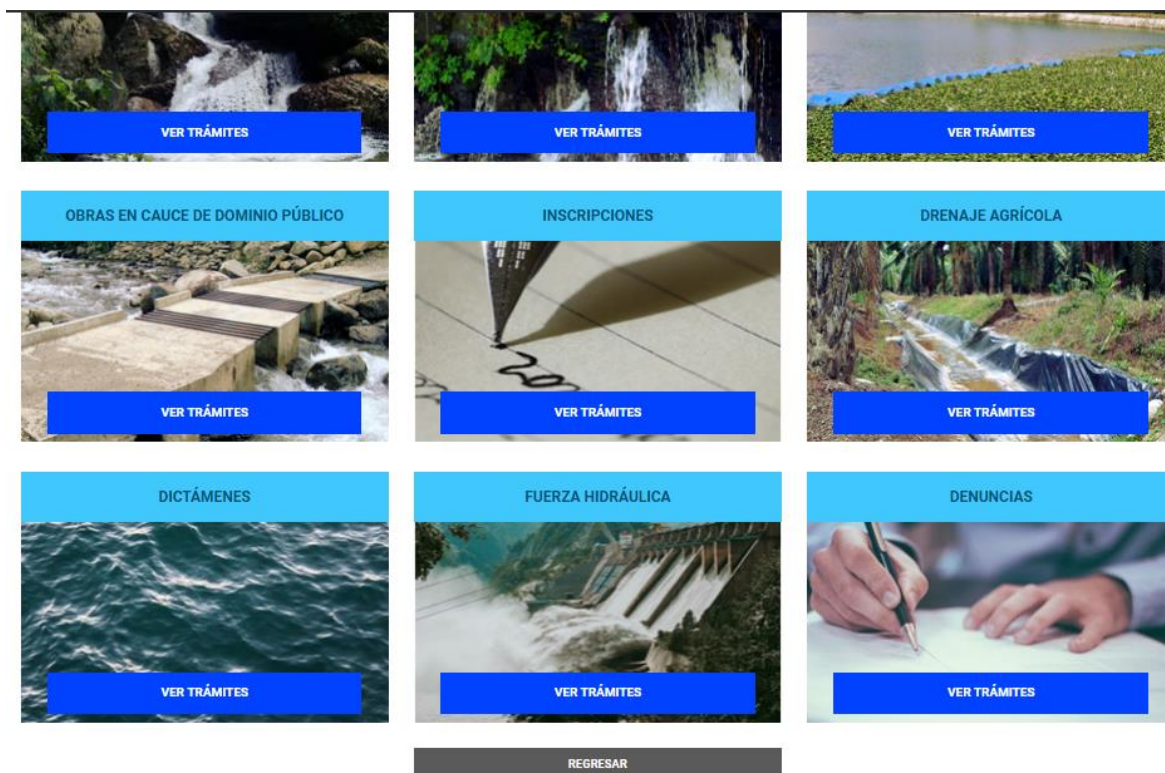 VER TRÁMITES
VER TRÁMITES
VER TRÁMITES
OBRAS EN CAUCE DE DOMINIO PÚBLICO
INSCRIPCIONES
DRENAJE AGRÍCOLA
VER TRÁMITES
VER TRÁMITES
VER TRÁMITES
DICTÁMENES
FUERZA HIDRÁULICA
DENUNCIAS
VER TRÁMITES
VER TRÁMITES
VER TRÁMITES
REGRESAR